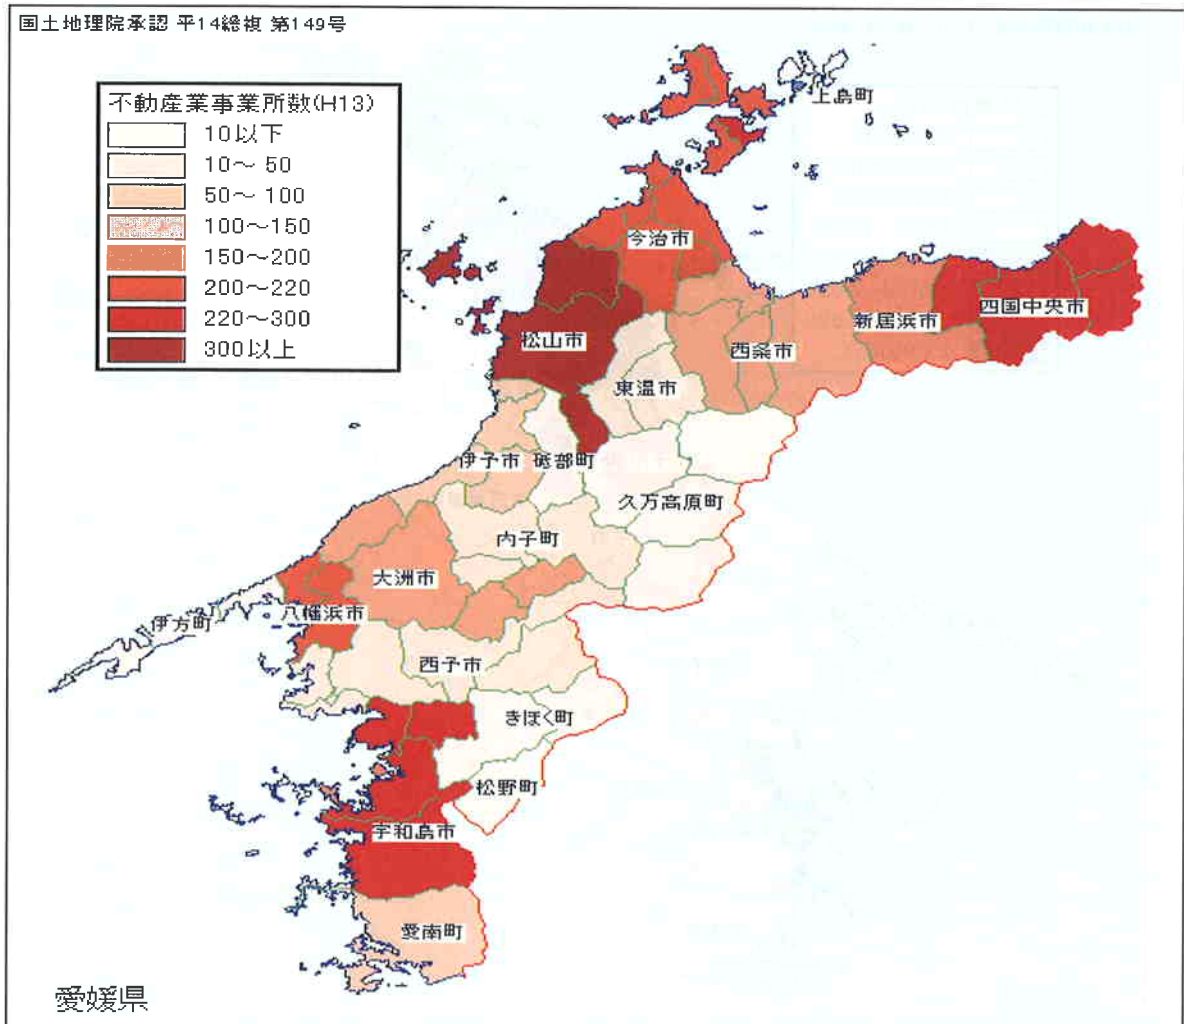 国土地理院承認 平14総複 第149号
不動産業事業所数(H13)
10以下
10～ 50
50～ 100
100～150
150～200
200～220
220～300
300以上
上島町
今治市
四国中央市
新居浜市
松山市
西条市
東温市
伊予市
砥部町
久万高原町
内子町
大洲市
八幡浜市
伊方町
西予市
きほく町
松野町
宇和島市
愛南町
愛媛県